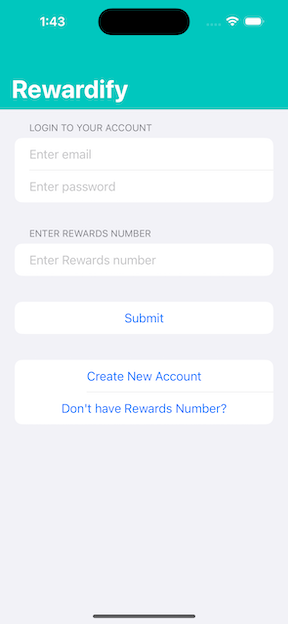 1:43
Rewardify
LOGIN TO YOUR ACCOUNT
Enter email
Enter password
ENTER REWARDS NUMBER
Enter Rewards number
Submit
Create New Account
Don't have Rewards Number?